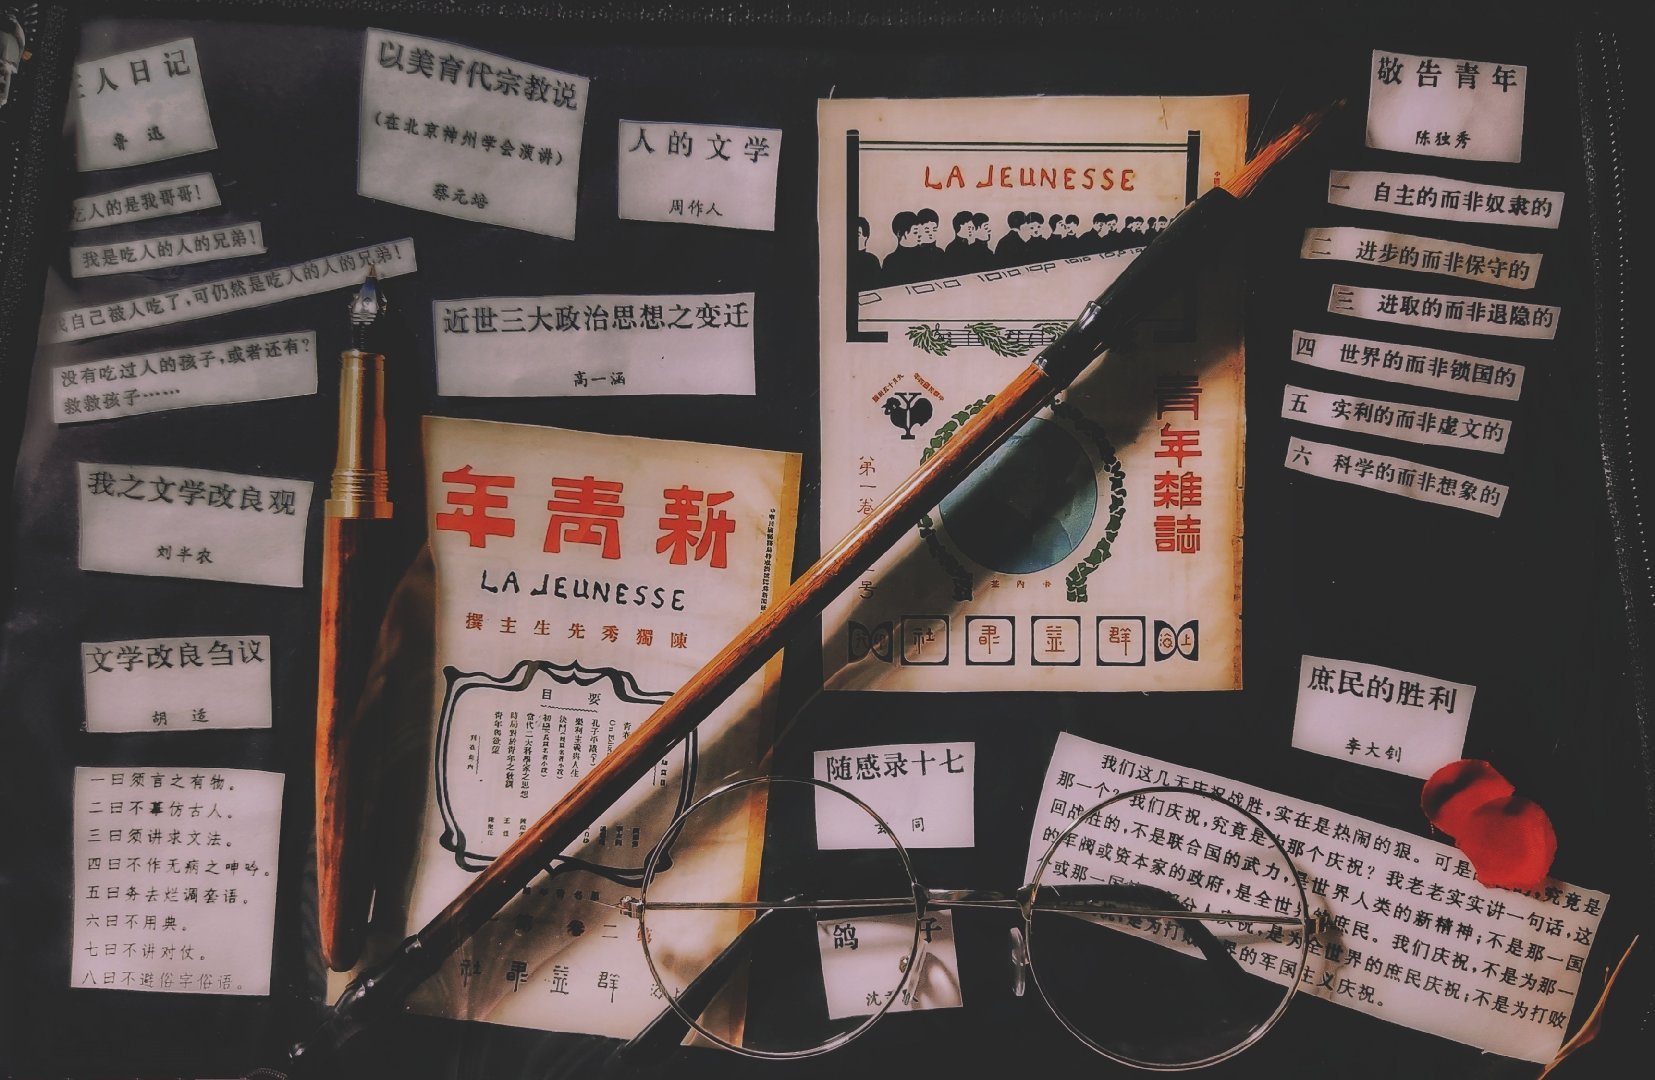 人日记
鲁迅
吃人的是我哥哥！
我是吃人的人的兄弟！
我自己被人吃了，可仍然是吃人的人的兄弟！
没有吃过人的孩子，或者还有？
救救孩子……
以美育代宗教说
（在北京神州学会演讲）
蔡元培
人的文学
周作人
近世三大政治思想之变迁
高一涵
我之文学改良观
刘半农
文学改良刍议
胡适
一曰须言之有物。
二曰不摹仿古人。
三曰须讲求文法。
四曰不作无病之呻吟。
五曰务去烂调套语。
六曰不用典。
七曰不讲对仗。
八曰不避俗字俗语。
年青新
LA JEUNESSE
撰主生先秀獨陳
目要
LA JEUNESSE
青年雜誌
第一卷
号
社益群
海上
社益群
敬告青年
陈独秀
一 自主的而非奴隶的
二 进步的而非保守的
三 进取的而非退隐的
四 世界的而非锁国的
五 实利的而非虚文的
六 科学的而非想象的
庶民的胜利
李大钊
我们这几天庆祝战胜，实在是热闹的狠。可是
究竟是
那一个？我们庆祝，究竟是为那个庆祝？我老老实实讲一句话，这
回战胜的，不是联合国的武力，是世界人类的新精神；不是那一国
的军阀或资本家的政府，是全世界的庶民。我们庆祝，不是为那一
或那一国
分人庆祝，是为全世界的庶民庆祝；不是为打败
是为打败
界的军国主义庆祝。
随感录十七
同
鸽子
沈